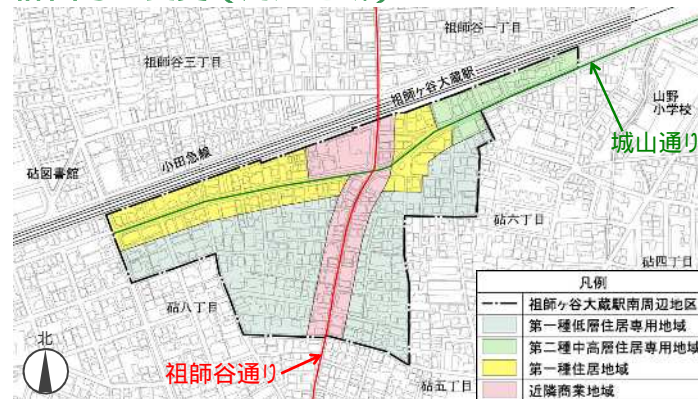 祖師谷一丁目
祖師谷三丁目
祖師ヶ谷大蔵駅
山野
小学校
城山通り
小田急線
砧図書館
砧六丁目
砧四丁目
砧八丁目
凡例
祖師ヶ谷大蔵駅南周辺地区
第一種低層住居専用地域
第二種中高層住居専用地域
第一種住居地域
近隣商業地域
北
祖師谷通り
砧五丁目